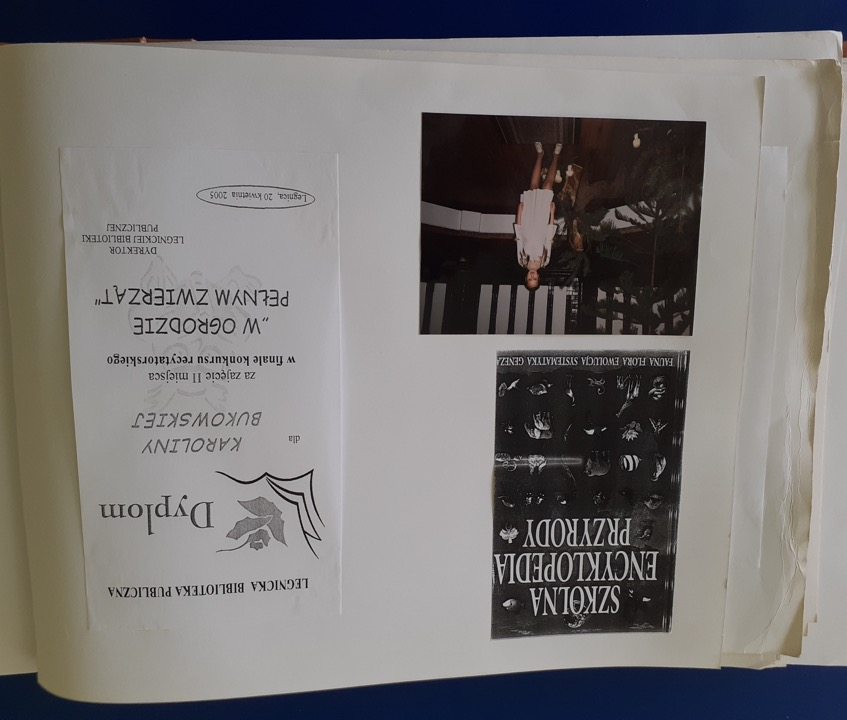 LEGNICKA BIBLIOTEKA PUBLICZNA
Dyplom
dla
KAROLINY
BUKOWSKIEJ
za zajęcie II miejsca
w finale konkursu recytatorskiego
„W OGRODZIE
PEŁNYM ZWIERZĄT”
DYREKTOR
LEGNICKIEJ BIBLIOTEKI
PUBLICZNEJ
Legnica, 20 kwietnia 2005
SZKOLNA
ENCYKLOPEDIA
PRZYRODY
FAUNA FLORA EWOLUCJA SYSTEMATYKA GENEZA